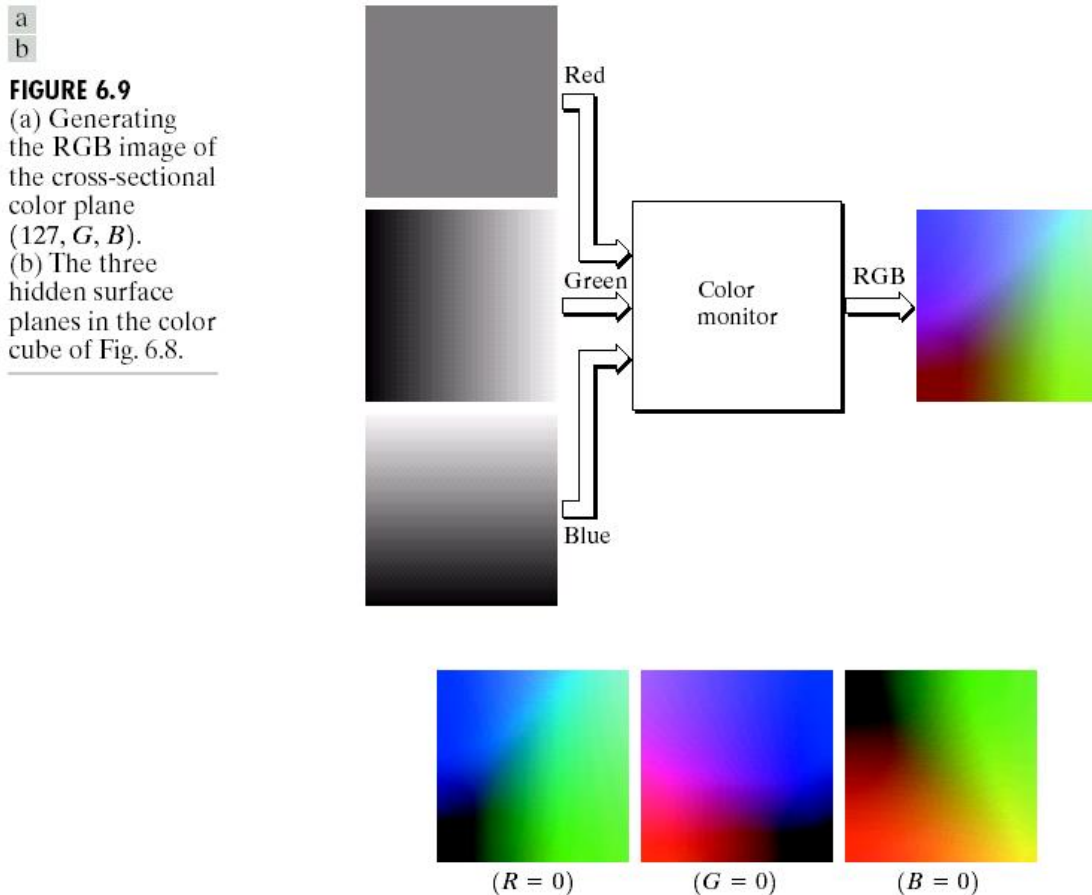 a
b
FIGURE 6.9
(a) Generating
the RGB image of
the cross-sectional
color plane
(127, G, B).
(b) The three
hidden surface
planes in the color
cube of Fig. 6.8.
Red
Green
Blue
Color
monitor
RGB
(R = 0)
(G = 0)
(B = 0)